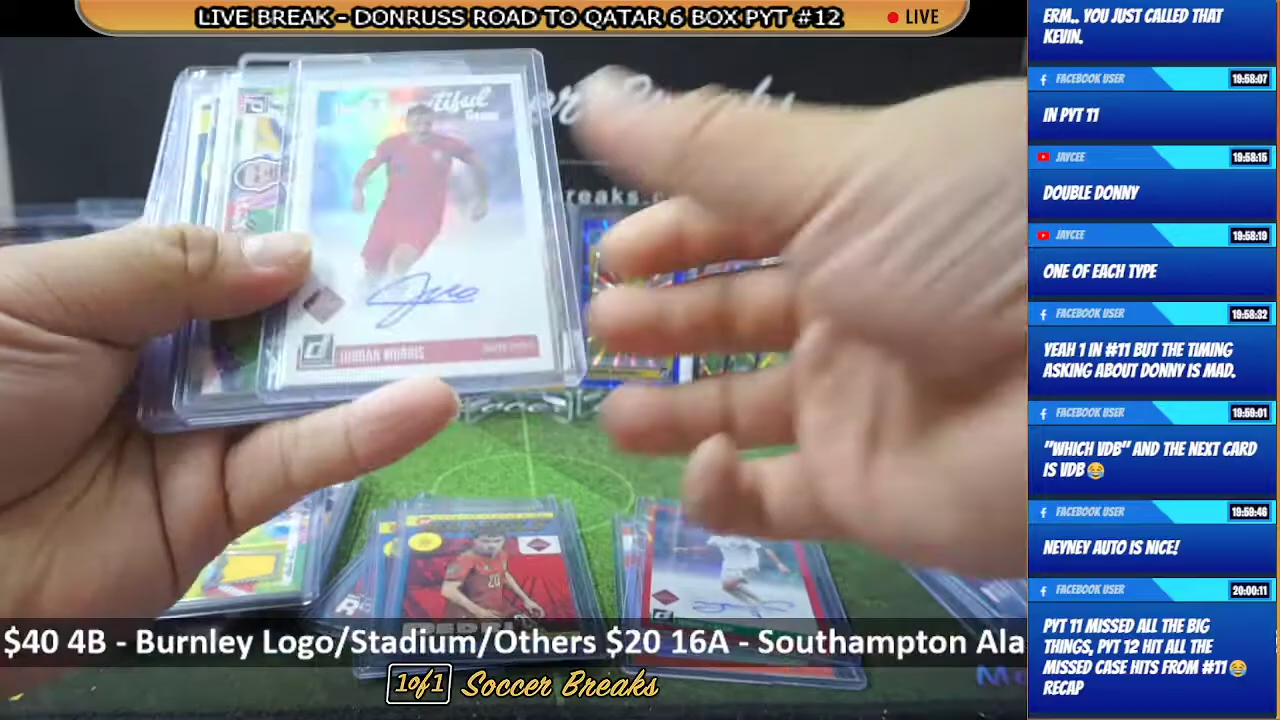 LIVE BREAK - DONRUSS ROAD TO QATAR 6 BOX PYT #12
LIVE
ERM.. YOU JUST CALLED THAT
KEVIN.
FACEBOOK USER
19:58:07
IN PYT 11
JAYCEE
19:58:15
DOUBLE DONNY
JAYCEE
19:58:19
ONE OF EACH TYPE
FACEBOOK USER
19:58:32
YEAH 1 IN #11 BUT THE TIMING
ASKING ABOUT DONNY IS MAD.
FACEBOOK USER
19:59:01
"WHICH VDB" AND THE NEXT CARD
IS VDB😂
FACEBOOK USER
19:59:46
NEYNEY AUTO IS NICE!
FACEBOOK USER
20:00:11
PYT 11 MISSED ALL THE BIG
THINGS, PYT 12 HIT ALL THE
MISSED CASE HITS FROM #11😂
RECAP
Game
JORDAN MORRIS
20
$40 4B - Burnley Logo/Stadium/Others $20 16A - Southampton Ala
1of1 Soccer Breaks